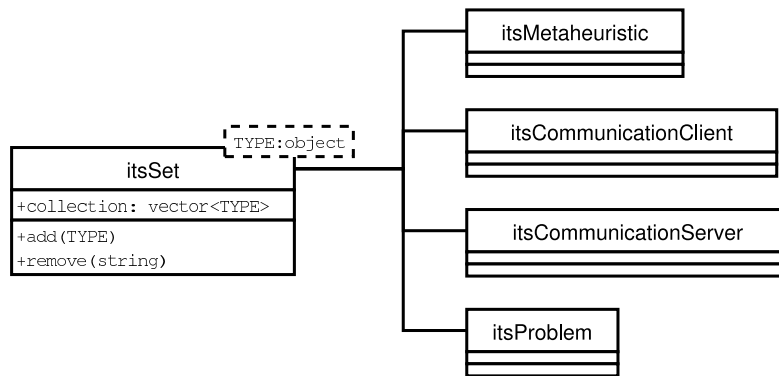 TYPE:object
itsSet
+collection: vector<TYPE>
+add(TYPE)
+remove(string)
itsMetaheuristic
itsCommunicationClient
itsCommunicationServer
itsProblem